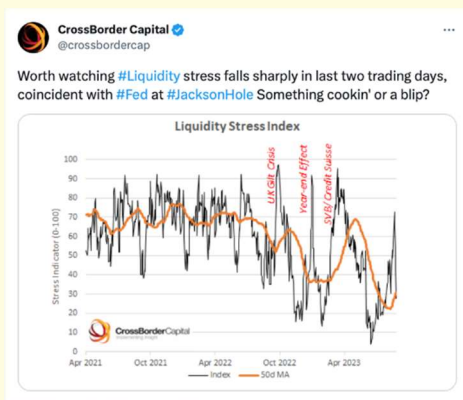 CrossBorder Capital
@crossbordercap
Worth watching #Liquidity stress falls sharply in last two trading days,
coincident with #Fed at #JacksonHole Something cookin' or a blip?
Liquidity Stress Index
Stress Indicator (0-100)
100
90
80
70
60
50
40
30
20
10
0
UK Gilt Crisis
Year-end Effect
SVB/Credit Suisse
CrossBorderCapital
Apr 2021 Oct 2021 Apr 2022 Oct 2022 Apr 2023
Index 50d MA